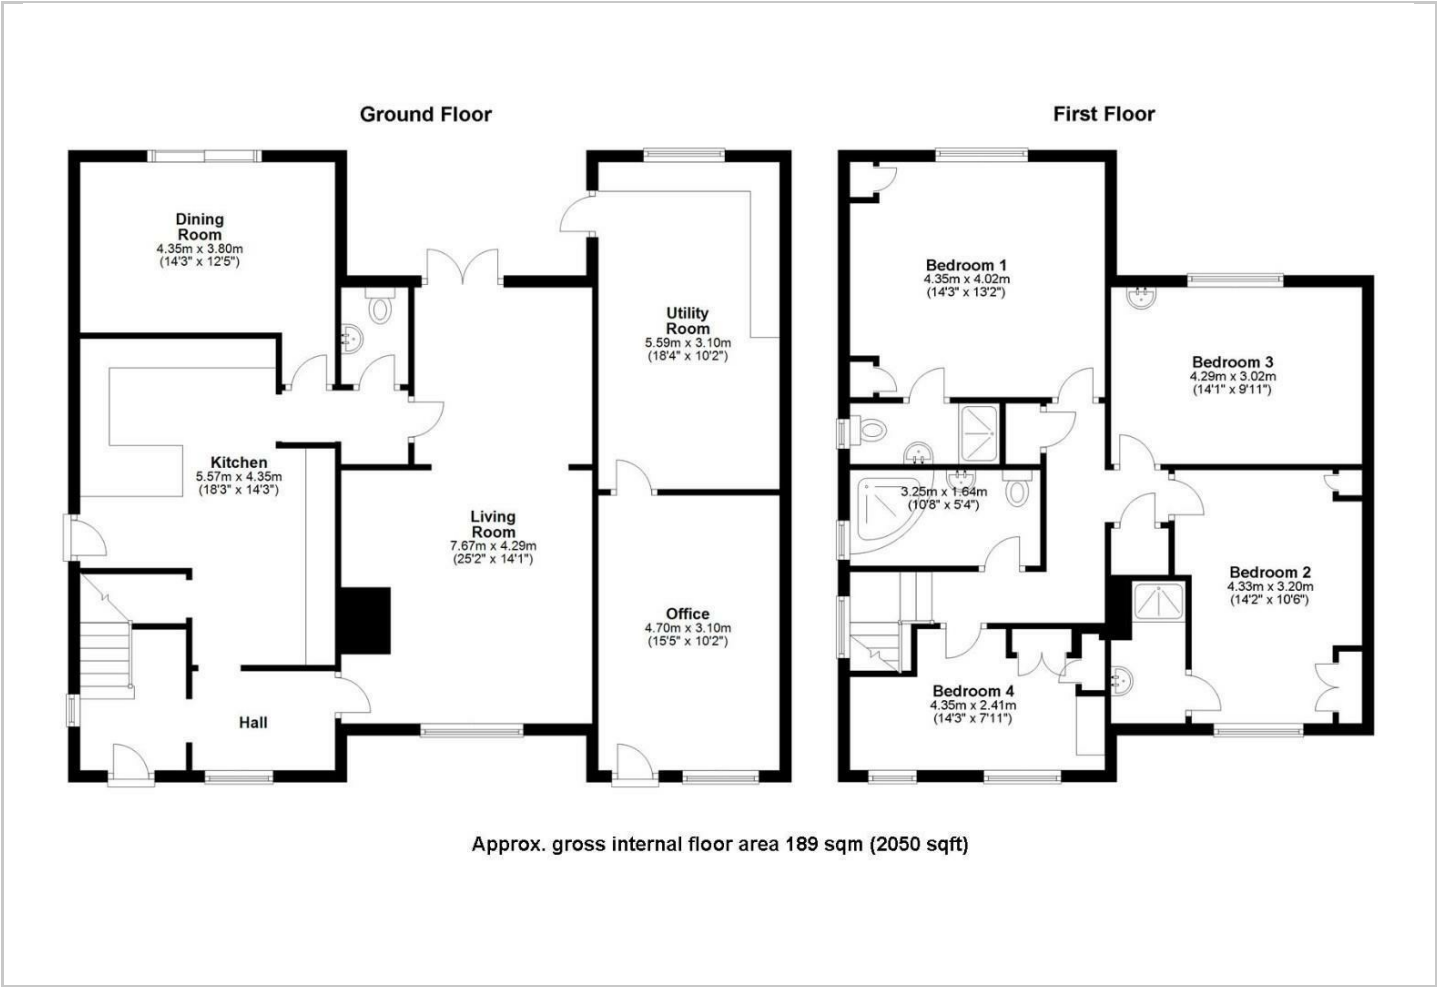 Ground Floor
Dining
Room
4.35m x 3.80m
(14'3" x 12'5")
Utility
Room
5.59m x 3.10m
(18'4" x 10'2")
Kitchen
5.57m x 4.35m
(18'3" x 14'3")
Living
Room
7.67m x 4.29m
(25'2" x 14'1")
Office
4.70m x 3.10m
(15'5" x 10'2")
Hall
First Floor
Bedroom 1
4.35m x 4.02m
(14'3" x 13'2")
Bedroom 3
4.29m x 3.02m
(14'1" x 9'11")
3.25m x 1.64m
(10'8" x 5'4")
Bedroom 2
4.33m x 3.20m
(14'2" x 10'6")
Bedroom 4
4.35m x 2.41m
(14'3" x 7'11")
Approx. gross internal floor area 189 sqm (2050 sqft)